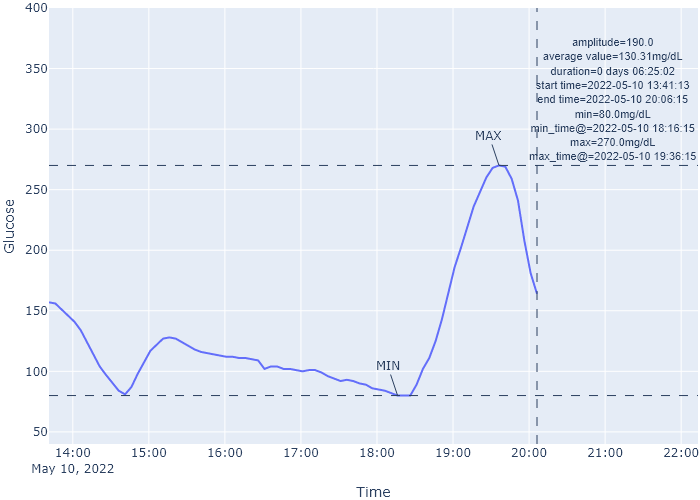 400
350
300
250
200
150
100
50
Glucose
amplitude=190.0
average value=130.31mg/dL
duration=0 days 06:25:02
start time=2022-05-10 13:41:13
end time=2022-05-10 20:06:15
min=80.0mg/dL
min_time@=2022-05-10 18:16:15
max=270.0mg/dL
max_time@=2022-05-10 19:36:15
MAX
MIN
14:00 15:00 16:00 17:00 18:00 19:00 20:00 21:00 22:00
May 10, 2022
Time